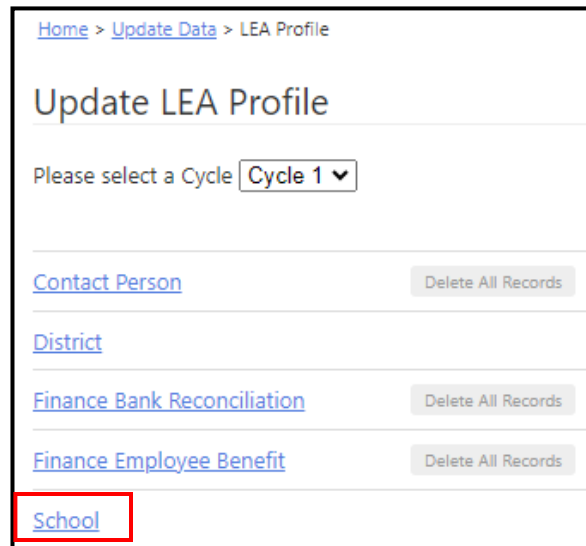 Home > Update Data > LEA Profile
Update LEA Profile
Please select a Cycle Cycle 1
Contact Person Delete All Records
District
Finance Bank Reconciliation Delete All Records
Finance Employee Benefit Delete All Records
School